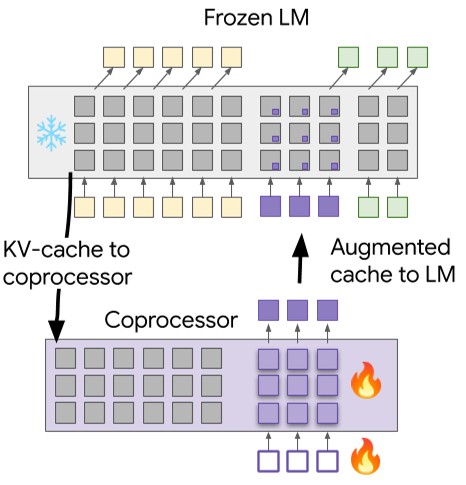 Frozen LM
KV-cache to
coprocessor
Augmented
cache to LM
Coprocessor